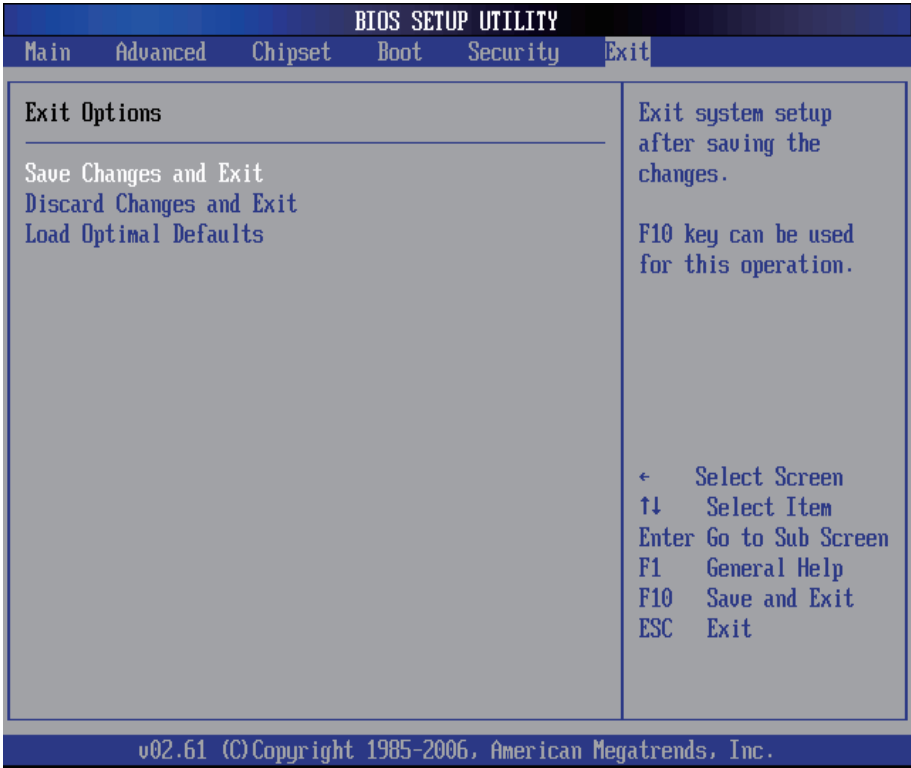 BIOS SETUP UTILITY
Main Advanced Chipset Boot Security Exit
Exit Options
Save Changes and Exit
Discard Changes and Exit
Load Optimal Defaults
Exit system setup
after saving the
changes.
F10 key can be used
for this operation.
← Select Screen
↑↓ Select Item
Enter Go to Sub Screen
F1 General Help
F10 Save and Exit
ESC Exit
v02.61 (C)Copyright 1985-2006, American Megatrends, Inc.